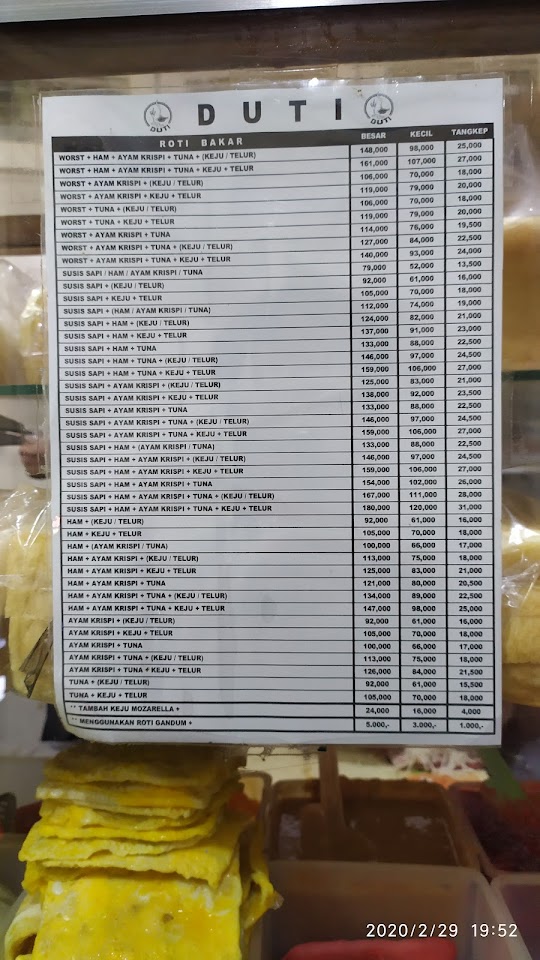 DUTI DUTI DUTI
ROTI BAKAR BESAR KECIL TANGKEP
WORST + HAM + AYAM KRISPI + TUNA + (KEJU / TELUR) 148,000 98,000 25,000
WORST + HAM + AYAM KRISPI + TUNA + KEJU + TELUR 161,000 107,000 27,000
WORST + AYAM KRISPI + (KEJU / TELUR) 106,000 70,000 18,000
WORST + AYAM KRISPI + KEJU + TELUR 119,000 79,000 20,000
WORST + TUNA + (KEJU / TELUR) 106,000 70,000 18,000
WORST + TUNA + KEJU + TELUR 119,000 79,000 20,000
WORST + AYAM KRISPI + TUNA 114,000 76,000 19,500
WORST + AYAM KRISPI + TUNA + (KEJU / TELUR) 127,000 84,000 22,500
WORST + AYAM KRISPI + TUNA + KEJU + TELUR 140,000 93,000 24,000
SUSIS SAPI / HAM / AYAM KRISPI / TUNA 79,000 52,000 13,500
SUSIS SAPI + (KEJU / TELUR) 92,000 61,000 16,000
SUSIS SAPI + KEJU + TELUR 105,000 70,000 18,000
SUSIS SAPI + (HAM / AYAM KRISPI / TUNA) 112,000 74,000 19,000
SUSIS SAPI + HAM + (KEJU / TELUR) 124,000 82,000 21,000
SUSIS SAPI + HAM + KEJU + TELUR 137,000 91,000 23,000
SUSIS SAPI + HAM + TUNA 133,000 88,000 22,500
SUSIS SAPI + HAM + TUNA + (KEJU / TELUR) 146,000 97,000 24,500
SUSIS SAPI + HAM + TUNA + KEJU + TELUR 159,000 106,000 27,000
SUSIS SAPI + AYAM KRISPI + (KEJU / TELUR) 125,000 83,000 21,000
SUSIS SAPI + AYAM KRISPI + KEJU + TELUR 138,000 92,000 23,500
SUSIS SAPI + AYAM KRISPI + TUNA 133,000 88,000 22,500
SUSIS SAPI + AYAM KRISPI + TUNA + (KEJU / TELUR) 146,000 97,000 24,500
SUSIS SAPI + AYAM KRISPI + TUNA + KEJU + TELUR 159,000 106,000 27,000
SUSIS SAPI + HAM + (AYAM KRISPI / TUNA) 133,000 88,000 22,500
SUSIS SAPI + HAM + AYAM KRISPI + (KEJU / TELUR) 146,000 97,000 24,500
SUSIS SAPI + HAM + AYAM KRISPI + KEJU + TELUR 159,000 106,000 27,000
SUSIS SAPI + HAM + AYAM KRISPI + TUNA 154,000 102,000 26,000
SUSIS SAPI + HAM + AYAM KRISPI + TUNA + (KEJU / TELUR) 167,000 111,000 28,000
SUSIS SAPI + HAM + AYAM KRISPI + TUNA + KEJU + TELUR 180,000 120,000 31,000
HAM + (KEJU / TELUR) 92,000 61,000 16,000
HAM + KEJU + TELUR 105,000 70,000 18,000
HAM + (AYAM KRISPI / TUNA) 100,000 66,000 17,000
HAM + AYAM KRISPI + (KEJU / TELUR) 113,000 75,000 18,000
HAM + AYAM KRISPI + KEJU + TELUR 125,000 83,000 21,000
HAM + AYAM KRISPI + TUNA 121,000 80,000 20,500
HAM + AYAM KRISPI + TUNA + (KEJU / TELUR) 134,000 89,000 22,500
HAM + AYAM KRISPI + TUNA + KEJU + TELUR 147,000 98,000 25,000
AYAM KRISPI + (KEJU / TELUR) 92,000 61,000 16,000
AYAM KRISPI + KEJU + TELUR 105,000 70,000 18,000
AYAM KRISPI + TUNA 100,000 66,000 17,000
AYAM KRISPI + TUNA + (KEJU / TELUR) 113,000 75,000 18,000
AYAM KRISPI + TUNA + KEJU + TELUR 126,000 84,000 21,500
TUNA + (KEJU / TELUR) 92,000 61,000 15,500
TUNA + KEJU + TELUR 105,000 70,000 18,000
** TAMBAH KEJU MOZARELLA + 24,000 16,000 4,000
** MENGGUNAKAN ROTI GANDUM + 5.000,- 3.000,- 1.000,-
2020/2/29 19:52